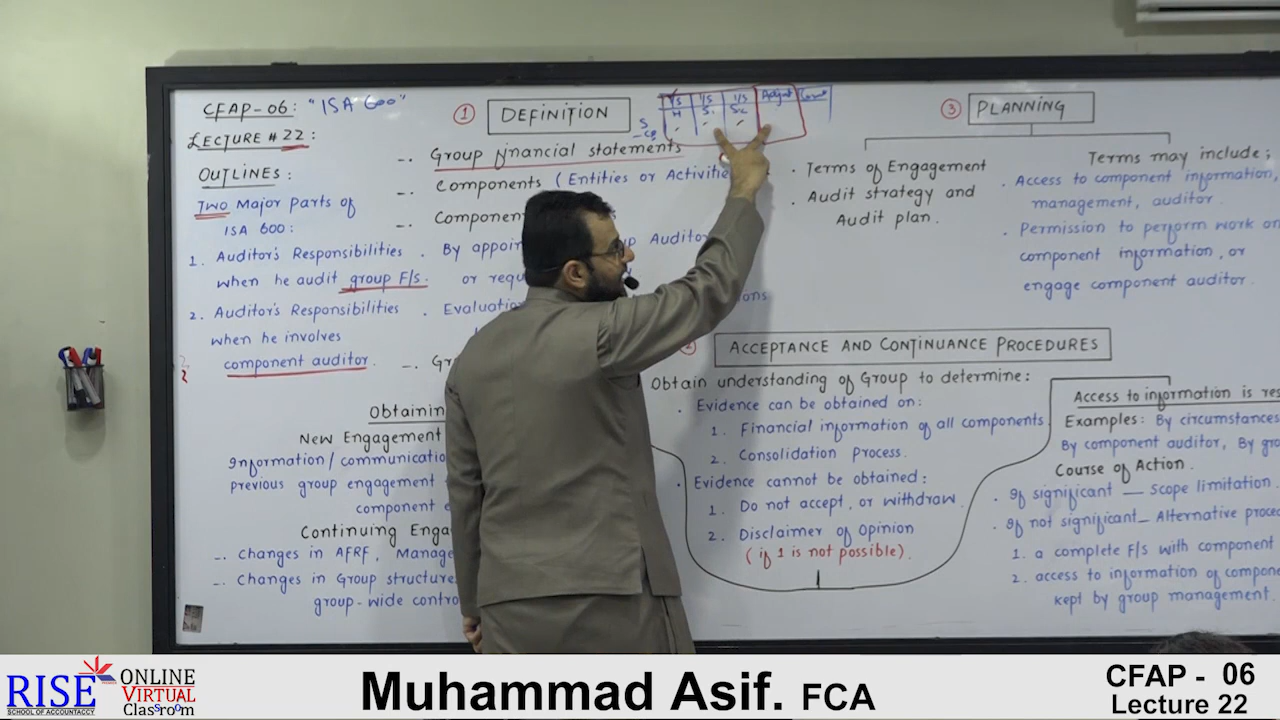 CFAP-06: "ISA 600"
LECTURE # 22:
OUTLINES:
TWO Major parts of
ISA 600:
1. Auditor's Responsibilities
when he audit group F/s.
2. Auditor's Responsibilities
when he involves
component auditor.
① DEFINITION
I/S I/S Adjust
H S1
S
-. Group financial statements
-. Components (Entities or Activitie
-. Component
. By appoin
Auditor
or requ
. Evaluation
ons
-. Gr
Obtainin
New Engagement
Information/communication
previous group engagement
component
Continuing Enga
-. Changes in AFRF, Manage
-. Changes in Group structure
group-wide contro
③ PLANNING
. Terms of Engagement
. Audit strategy and
Audit plan.
Terms may include;
. Access to component information,
management, auditor.
. Permission to perform work on
component information, or
engage component auditor.
ACCEPTANCE AND CONTINUANCE PROCEDURES
Obtain understanding of Group to determine:
. Evidence can be obtained on:
1. Financial information of all components
2. Consolidation Process.
. Evidence cannot be obtained:
1. Do not accept, or withdraw.
2. Disclaimer of Opinion
(if 1 is not possible).
Access to information is res
Examples: By circumstances
By component auditor, By gro
Course of Action.
. If significant — Scope limitation.
. If not significant - Alternative proce
1. a complete F/s with component
2. access to information of compone
kept by group management.
RISE
SCHOOL OF ACCOUNTANCY
ONLINE
VIRTUAL
Classroom
Muhammad Asif. FCA
CFAP - 06
Lecture 22